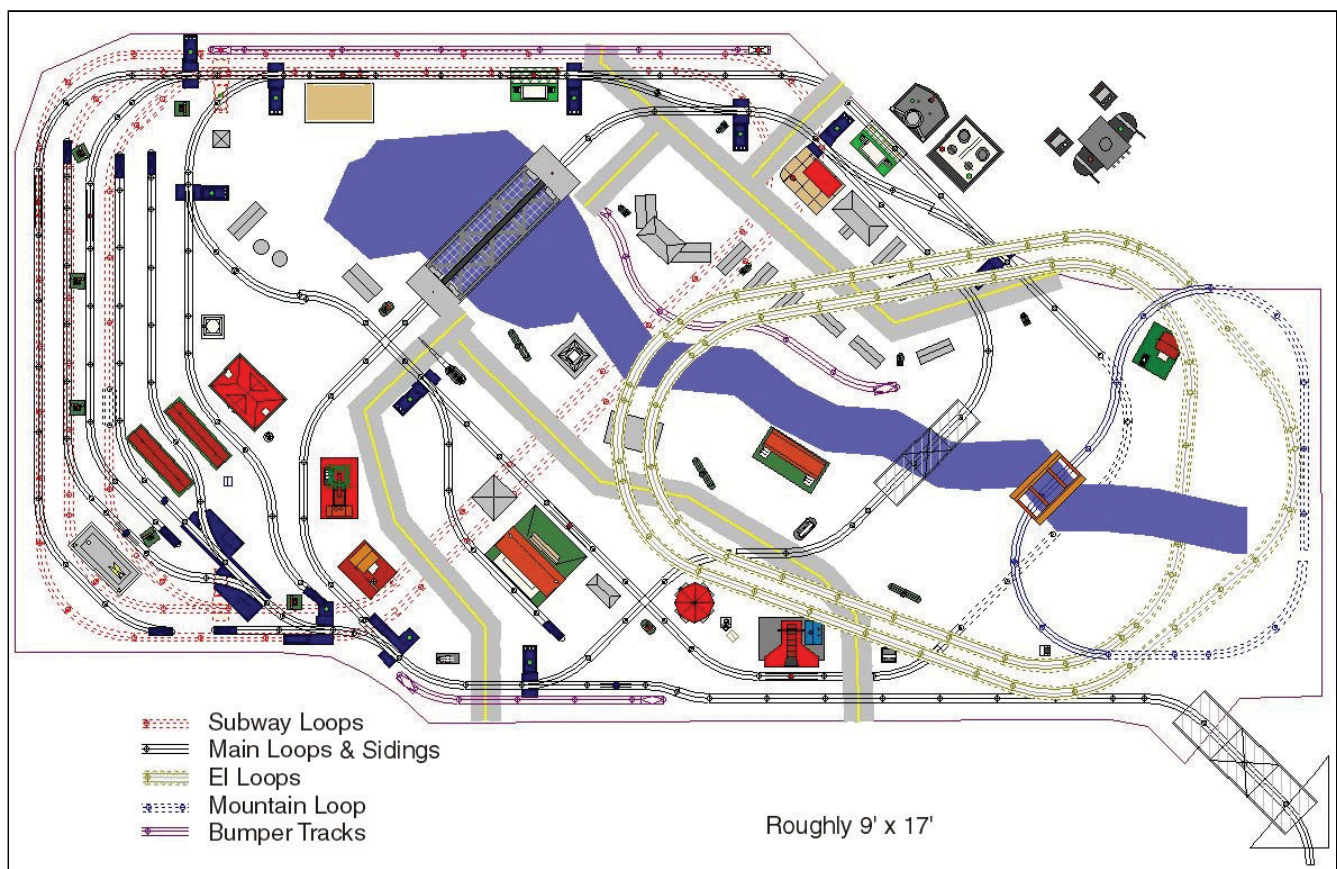 Subway Loops
Main Loops & Sidings
El Loops
Mountain Loop
Bumper Tracks
Roughly 9' x 17'